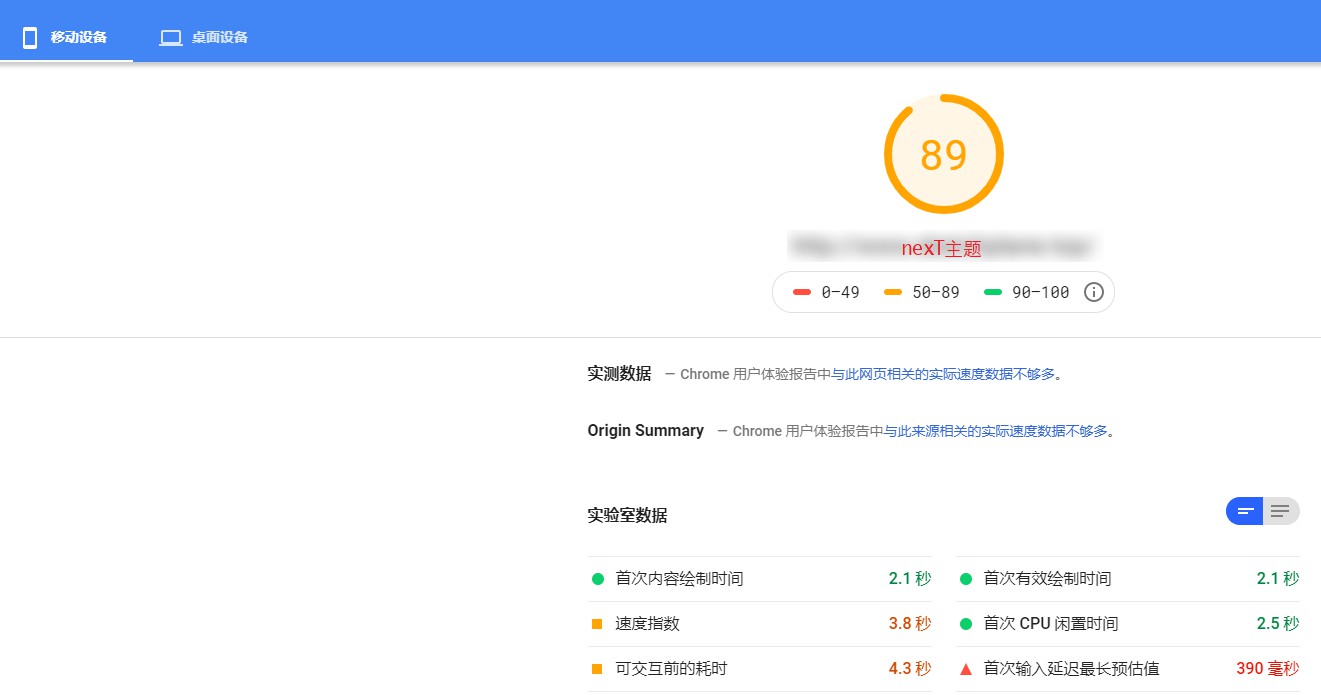 移动设备 桌面设备
89
nexT主题
0–49 50–89 90–100
实测数据 — Chrome 用户体验报告中与此网页相关的实际速度数据不够多。
Origin Summary — Chrome 用户体验报告中与此来源相关的实际速度数据不够多。
实验室数据
首次内容绘制时间 2.1 秒 首次有效绘制时间 2.1 秒
速度指数 3.8 秒 首次 CPU 闲置时间 2.5 秒
可交互前的耗时 4.3 秒 首次输入延迟最长预估值 390 毫秒